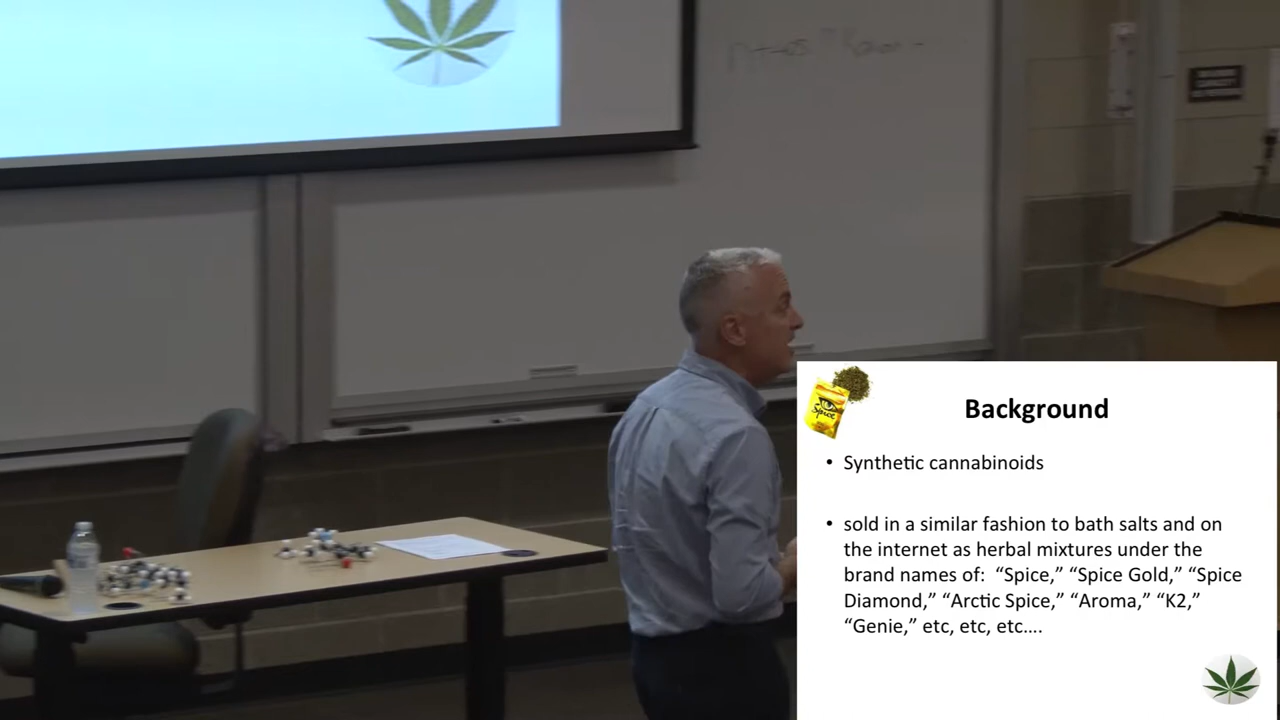 Spice
Background
• Synthetic cannabinoids
• sold in a similar fashion to bath salts and on
the internet as herbal mixtures under the
brand names of: “Spice,” “Spice Gold,” “Spice
Diamond,” “Arctic Spice,” “Aroma,” “K2,”
“Genie,” etc, etc, etc....